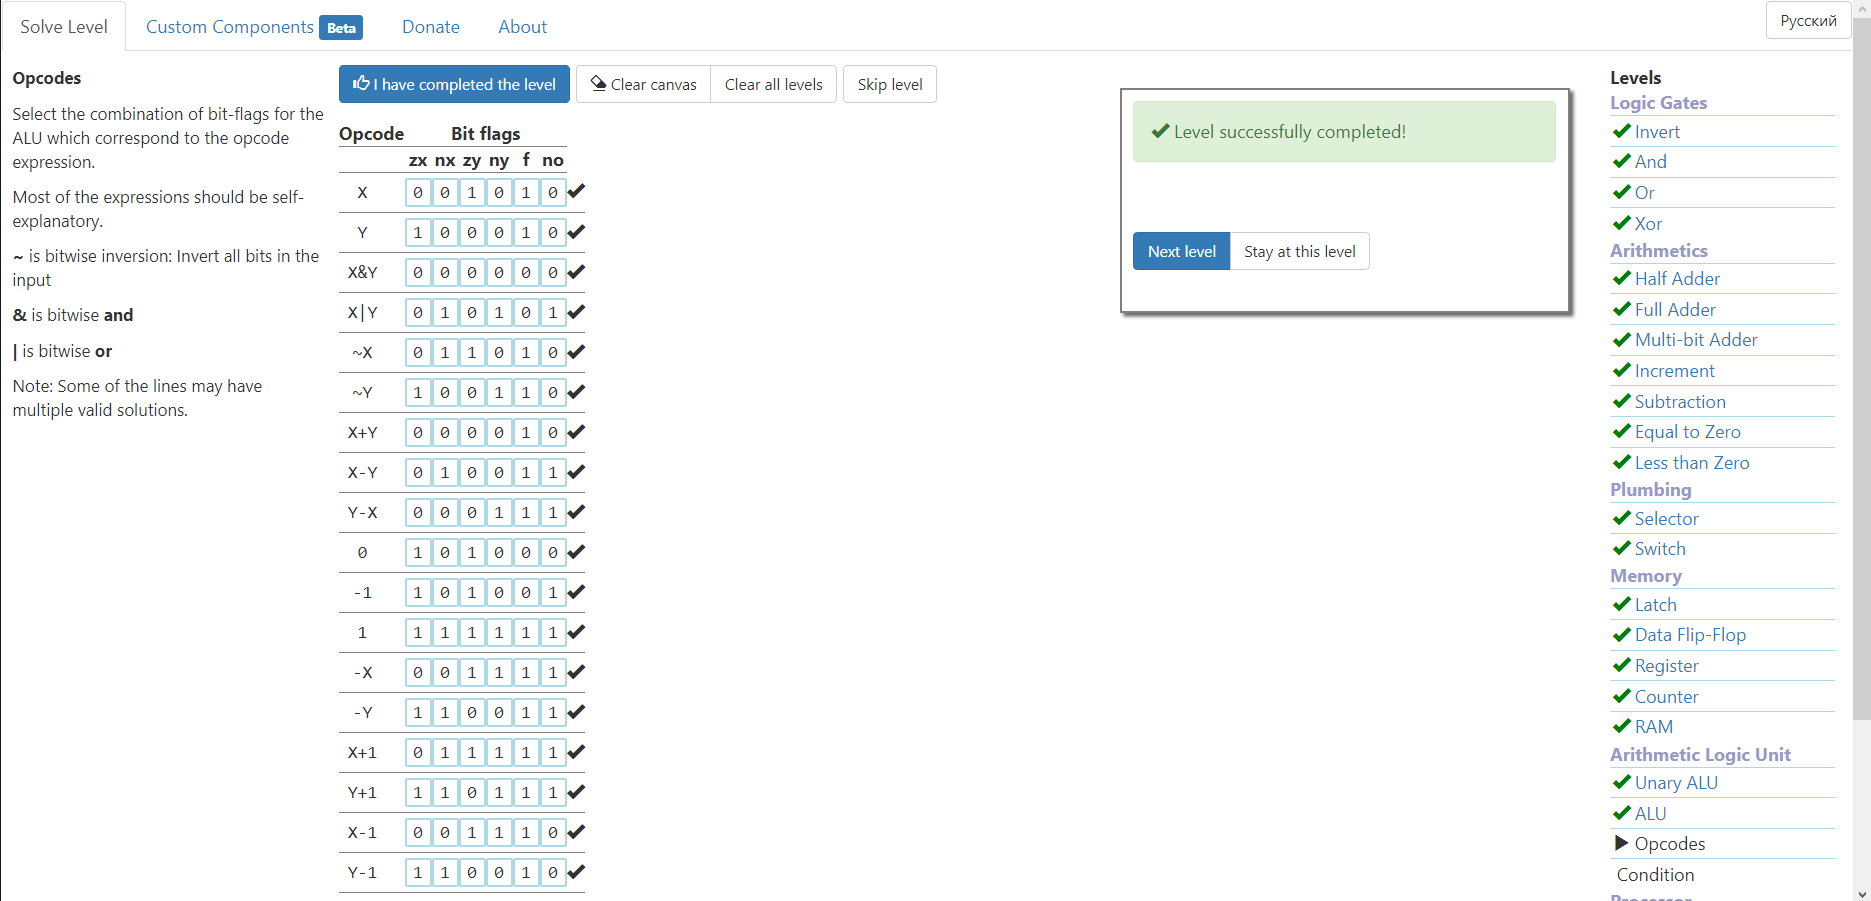 Solve Level
Custom Components Beta
Donate
About
Русский
Opcodes
Select the combination of bit-flags for the
ALU which correspond to the opcode
expression.
Most of the expressions should be self-
explanatory.
~ is bitwise inversion: Invert all bits in the
input
& is bitwise and
| is bitwise or
Note: Some of the lines may have
multiple valid solutions.
I have completed the level
Clear canvas
Clear all levels
Skip level
Opcode Bit flags
zx nx zy ny f no
X 0 0 1 0 1 0
Y 1 0 0 0 1 0
X&Y 0 0 0 0 0 0
X|Y 0 1 0 1 0 1
~X 0 1 1 0 1 0
~Y 1 0 0 1 1 0
X+Y 0 0 0 0 1 0
X-Y 0 1 0 0 1 1
Y-X 0 0 0 1 1 1
0 1 0 1 0 0 0
-1 1 0 1 0 0 1
1 1 1 1 1 1 1
-X 0 0 1 1 1 1
-Y 1 1 0 0 1 1
X+1 0 1 1 1 1 1
Y+1 1 1 0 1 1 1
X-1 0 0 1 1 1 0
Y-1 1 1 0 0 1 0
Level successfully completed!
Next level
Stay at this level
Levels
Logic Gates
Invert
And
Or
Xor
Arithmetics
Half Adder
Full Adder
Multi-bit Adder
Increment
Subtraction
Equal to Zero
Less than Zero
Plumbing
Selector
Switch
Memory
Latch
Data Flip-Flop
Register
Counter
RAM
Arithmetic Logic Unit
Unary ALU
ALU
Opcodes
Condition
Processor